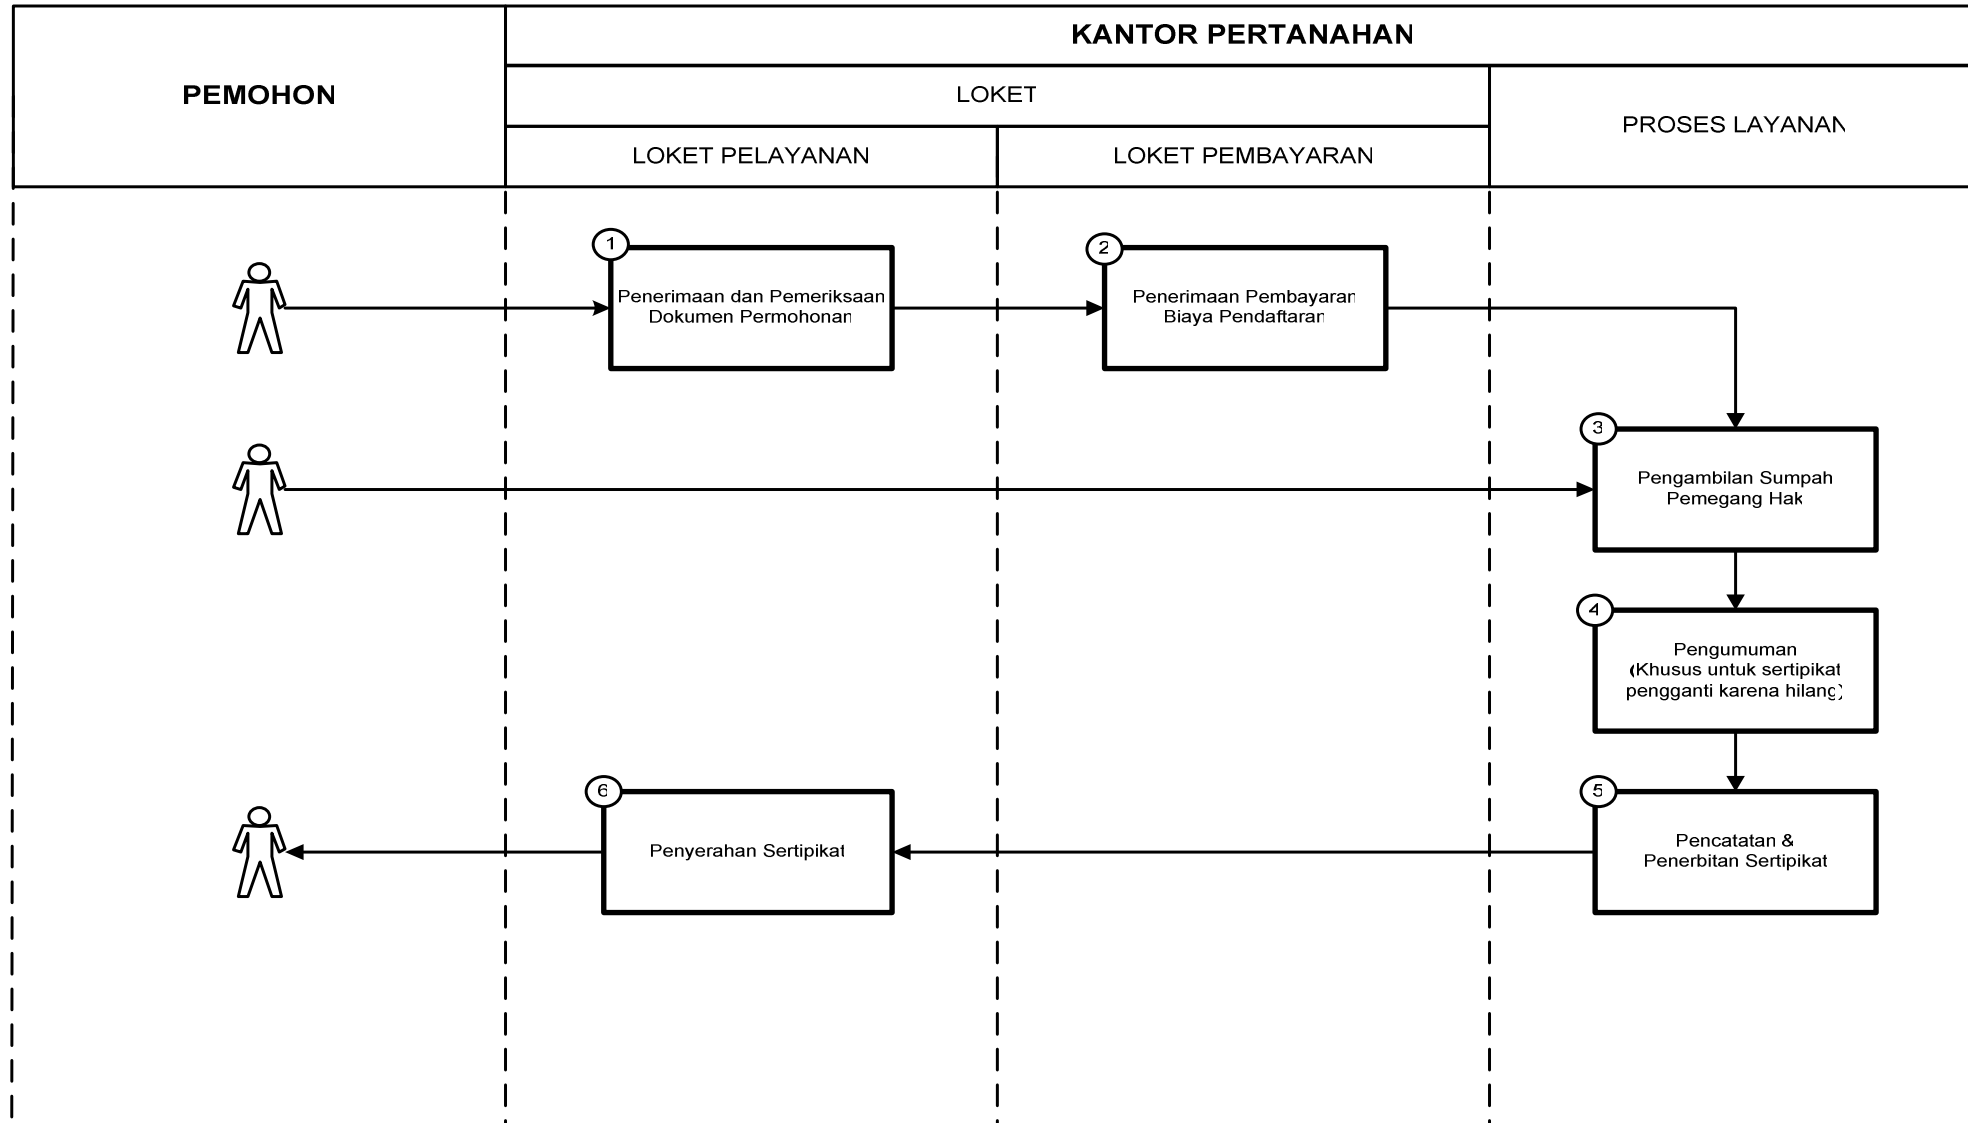 KANTOR PERTANAHAN
PEMOHON
LOKET
PROSES LAYANAN
LOKET PELAYANAN
LOKET PEMBAYARAN
1
Penerimaan dan Pemeriksaan
Dokumen Permohonan
2
Penerimaan Pembayaran
Biaya Pendaftaran
3
Pengambilan Sumpah
Pemegang Hak
4
Pengumuman
(Khusus untuk sertipikat
pengganti karena hilang)
5
Pencatatan &
Penerbitan Sertipikat
6
Penyerahan Sertipikat